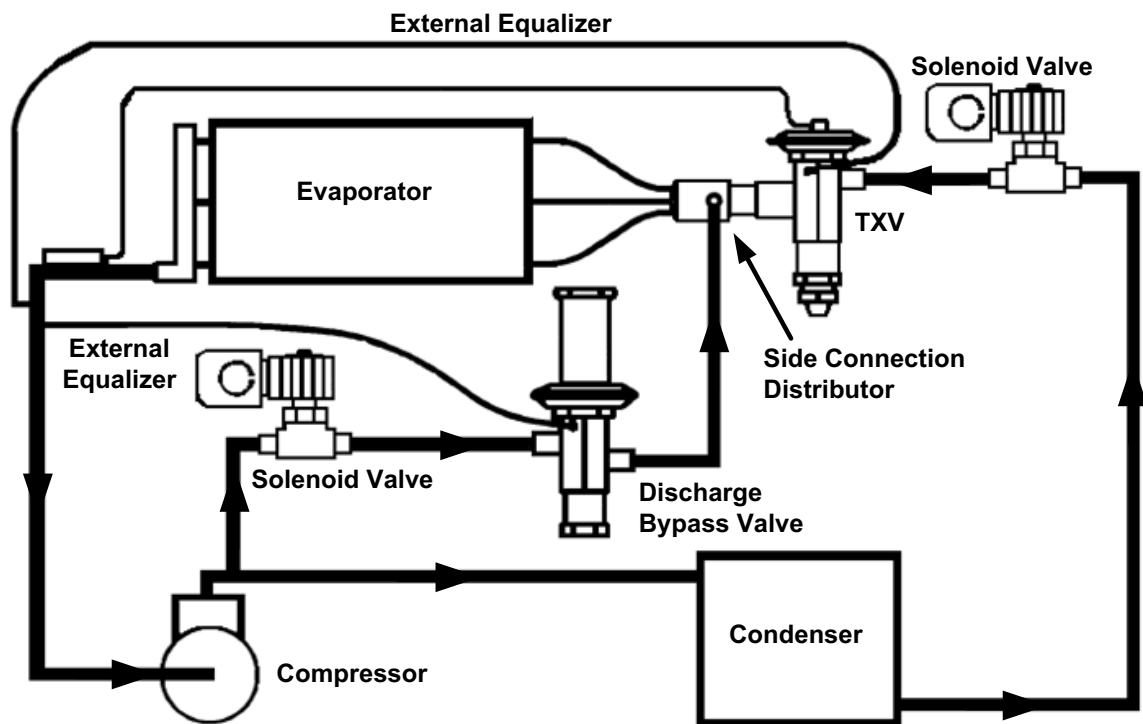 External Equalizer
Solenoid Valve
Evaporator
TXV
External
Equalizer
Side Connection
Distributor
Solenoid Valve
Discharge
Bypass Valve
Condenser
Compressor